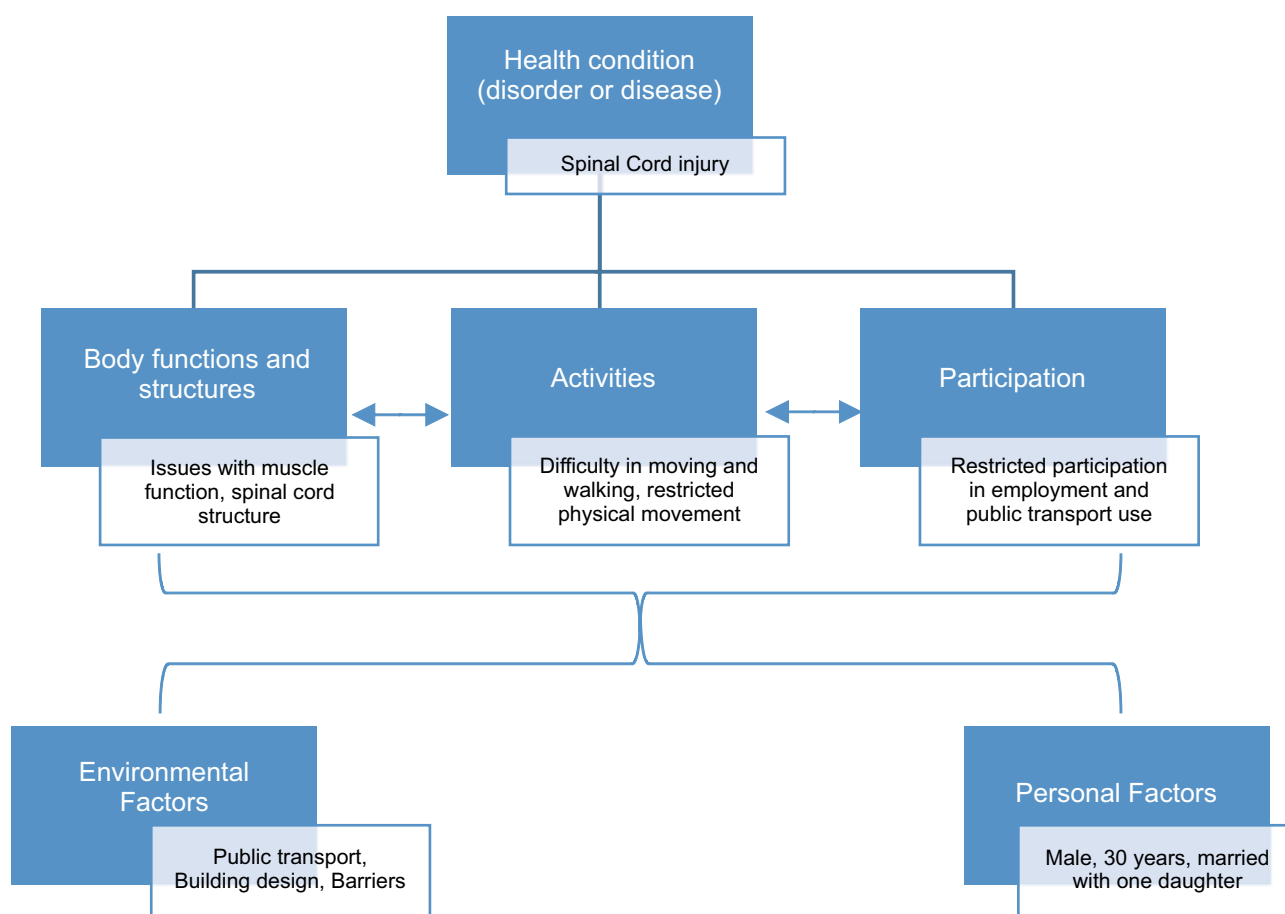 Health condition
(disorder or disease)
Spinal Cord injury
Body functions and
structures
Issues with muscle
function, spinal cord
structure
Activities
Difficulty in moving and
walking, restricted
physical movement
Participation
Restricted participation
in employment and
public transport use
Environmental
Factors
Public transport,
Building design, Barriers
Personal Factors
Male, 30 years, married
with one daughter